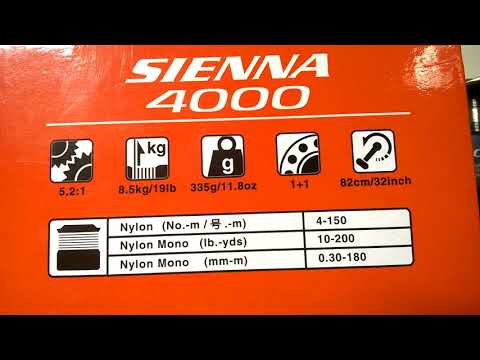 SIENNA
4000
kg g
5.2:1 8.5kg/19lb 335g/11.8oz 1+1 82cm/32inch
Nylon (No.-m / 号 .-m) 4-150
Nylon Mono (lb.-yds) 10-200
Nylon Mono (mm-m) 0.30-180